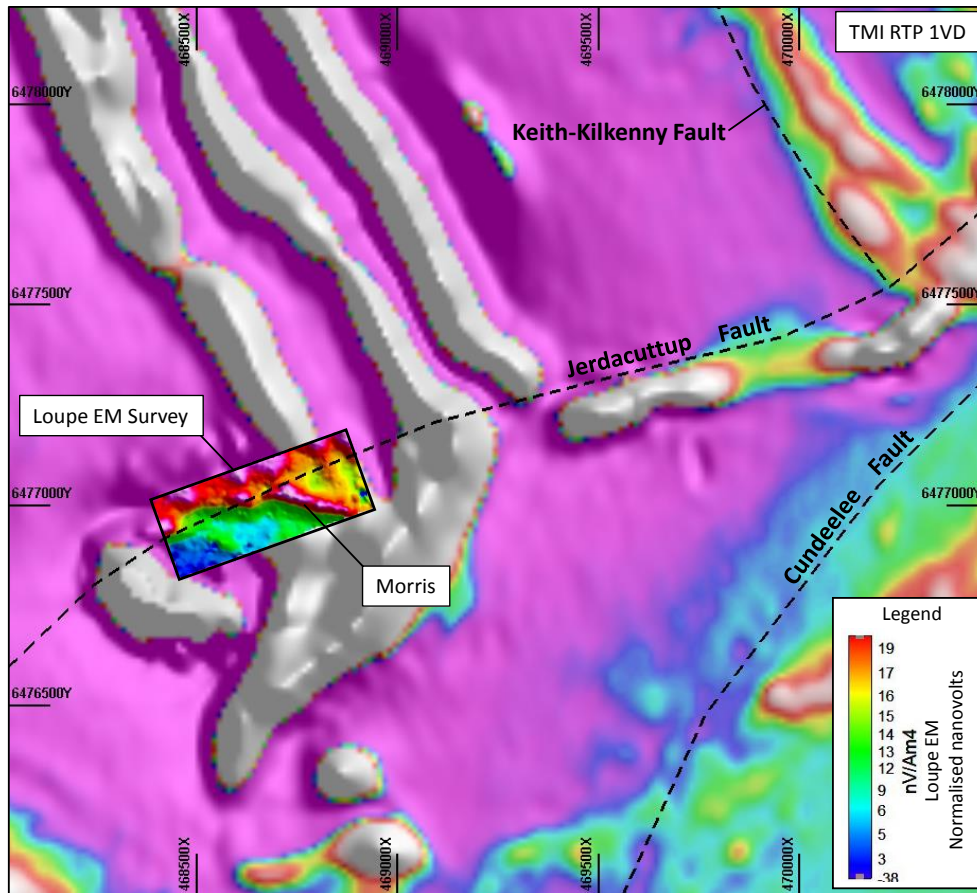 468500X
469000X
469500X
470000X
TMI RTP 1VD
6478000Y
6478000Y
Keith-Kilkenny Fault
6477500Y
6477500Y
Jerdacuttup Fault
Loupe EM Survey
6477000Y
6477000Y
Cundeelee Fault
Morris
6476500Y
Legend
19
17
16
15
14
13
12
9
6
5
3
-38
nV/Am4
Loupe EM
Normalised nanovolts
468500X
469000X
469500X
470000X